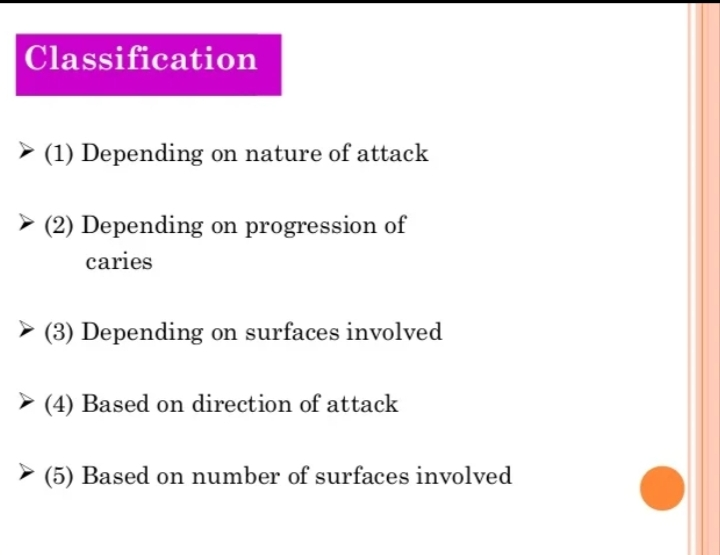 Classification
➢ (1) Depending on nature of attack
➢ (2) Depending on progression of
caries
➢ (3) Depending on surfaces involved
➢ (4) Based on direction of attack
➢ (5) Based on number of surfaces involved